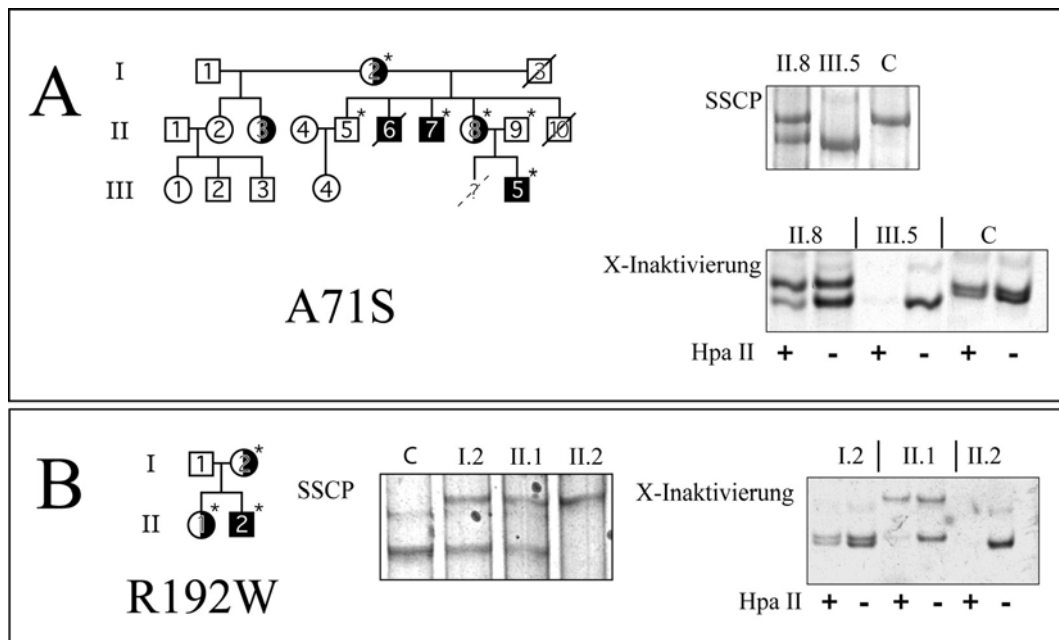 A
I
1 2* 3
II
1 2 3 4 5* 6 7* 8* 9* 10
III
1 2 3 4 ? 5*
A71S
II.8 III.5 C
SSCP
II.8 | III.5 | C
X-Inaktivierung
Hpa II + - + - + -
B
I
1 2*
II
1* 2*
R192W
C I.2 II.1 II.2
SSCP
I.2 | II.1 | II.2
X-Inaktivierung
Hpa II + - + - + -